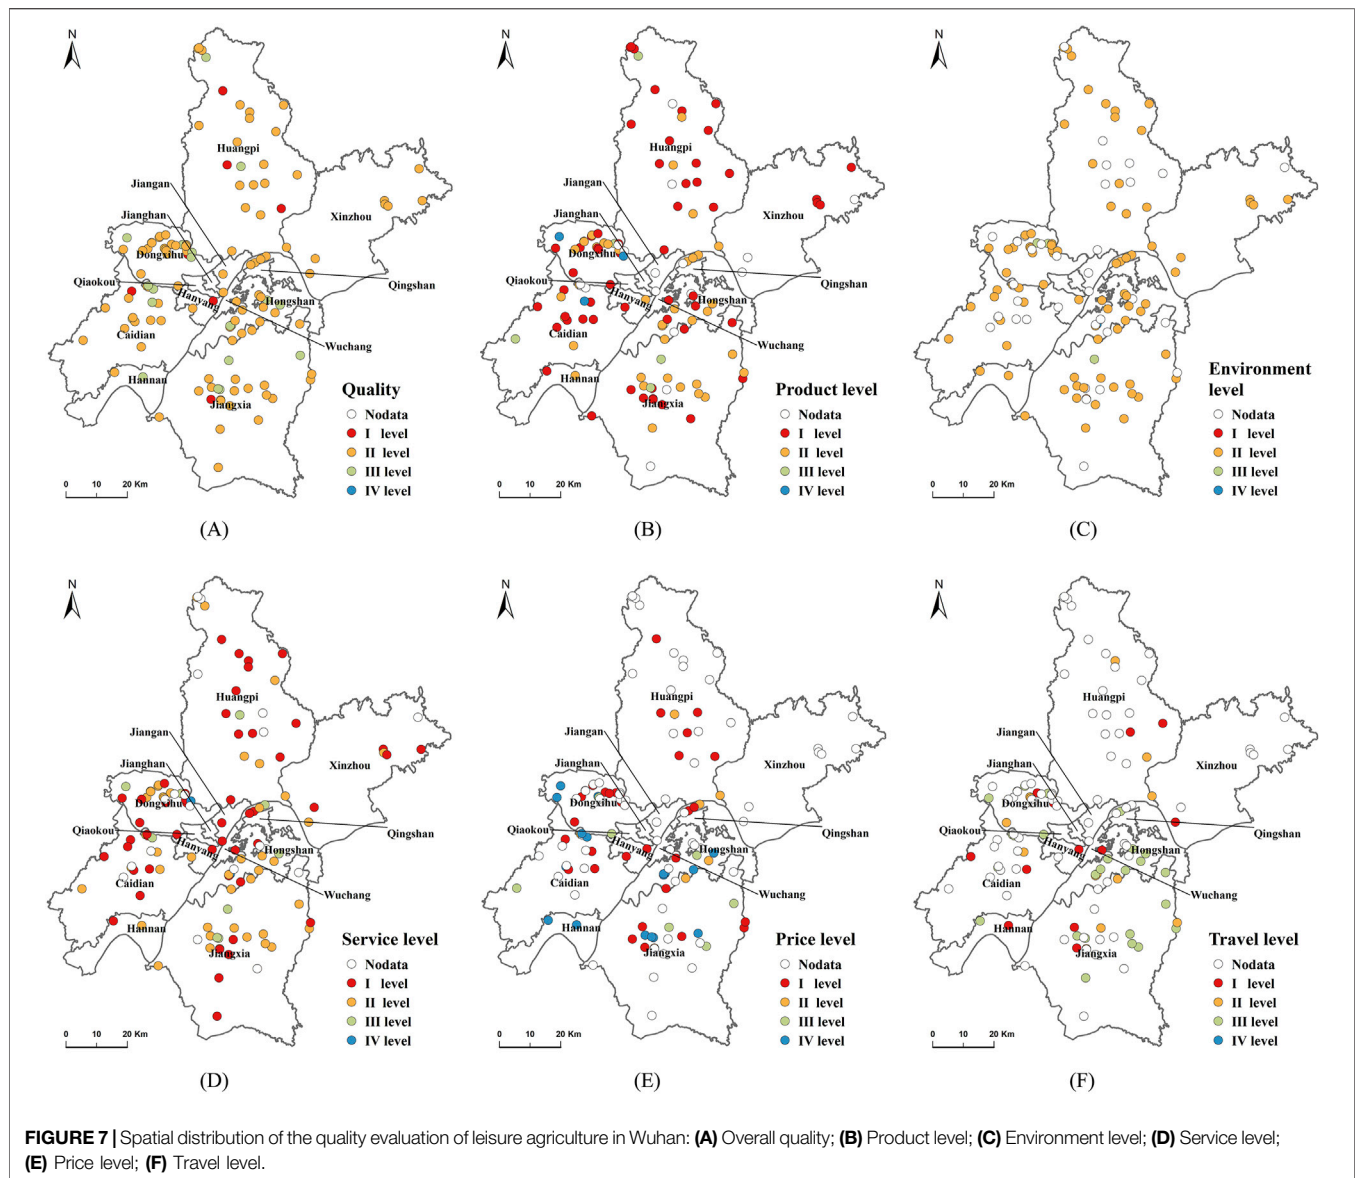 N
Huangpi
Jiangan
Jianghan
Xinzhou
Dongxihu
Qiaokou
Hanyang
Hongshan
Qingshan
Caidian
Wuchang
Hannan
Jiangxia
Quality
Nodata
I level
II level
III level
IV level
0 10 20 Km
(A)
N
Huangpi
Jiangan
Jianghan
Xinzhou
Dongxihu
Qiaokou
Hanyang
Hongshan
Qingshan
Caidian
Wuchang
Hannan
Jiangxia
Product level
Nodata
I level
II level
III level
IV level
0 10 20 Km
(B)
N
Environment
level
Nodata
I level
II level
III level
IV level
0 10 20 Km
(C)
N
Huangpi
Jiangan
Jianghan
Xinzhou
Dongxihu
Qiaokou
Hanyang
Hongshan
Qingshan
Caidian
Wuchang
Hannan
Jiangxia
Service level
Nodata
I level
II level
III level
IV level
0 10 20 Km
(D)
N
Huangpi
Jiangan
Jianghan
Xinzhou
Dongxihu
Qiaokou
Hanyang
Hongshan
Qingshan
Caidian
Wuchang
Hannan
Jiangxia
Price level
Nodata
I level
II level
III level
IV level
0 10 20 Km
(E)
N
Huangpi
Jiangan
Jianghan
Xinzhou
Dongxihu
Qiaokou
Hanyang
Hongshan
Qingshan
Caidian
Wuchang
Hannan
Jiangxia
Travel level
Nodata
I level
II level
III level
IV level
0 10 20 Km
(F)
FIGURE 7 | Spatial distribution of the quality evaluation of leisure agriculture in Wuhan: (A) Overall quality; (B) Product level; (C) Environment level; (D) Service level;
(E) Price level; (F) Travel level.